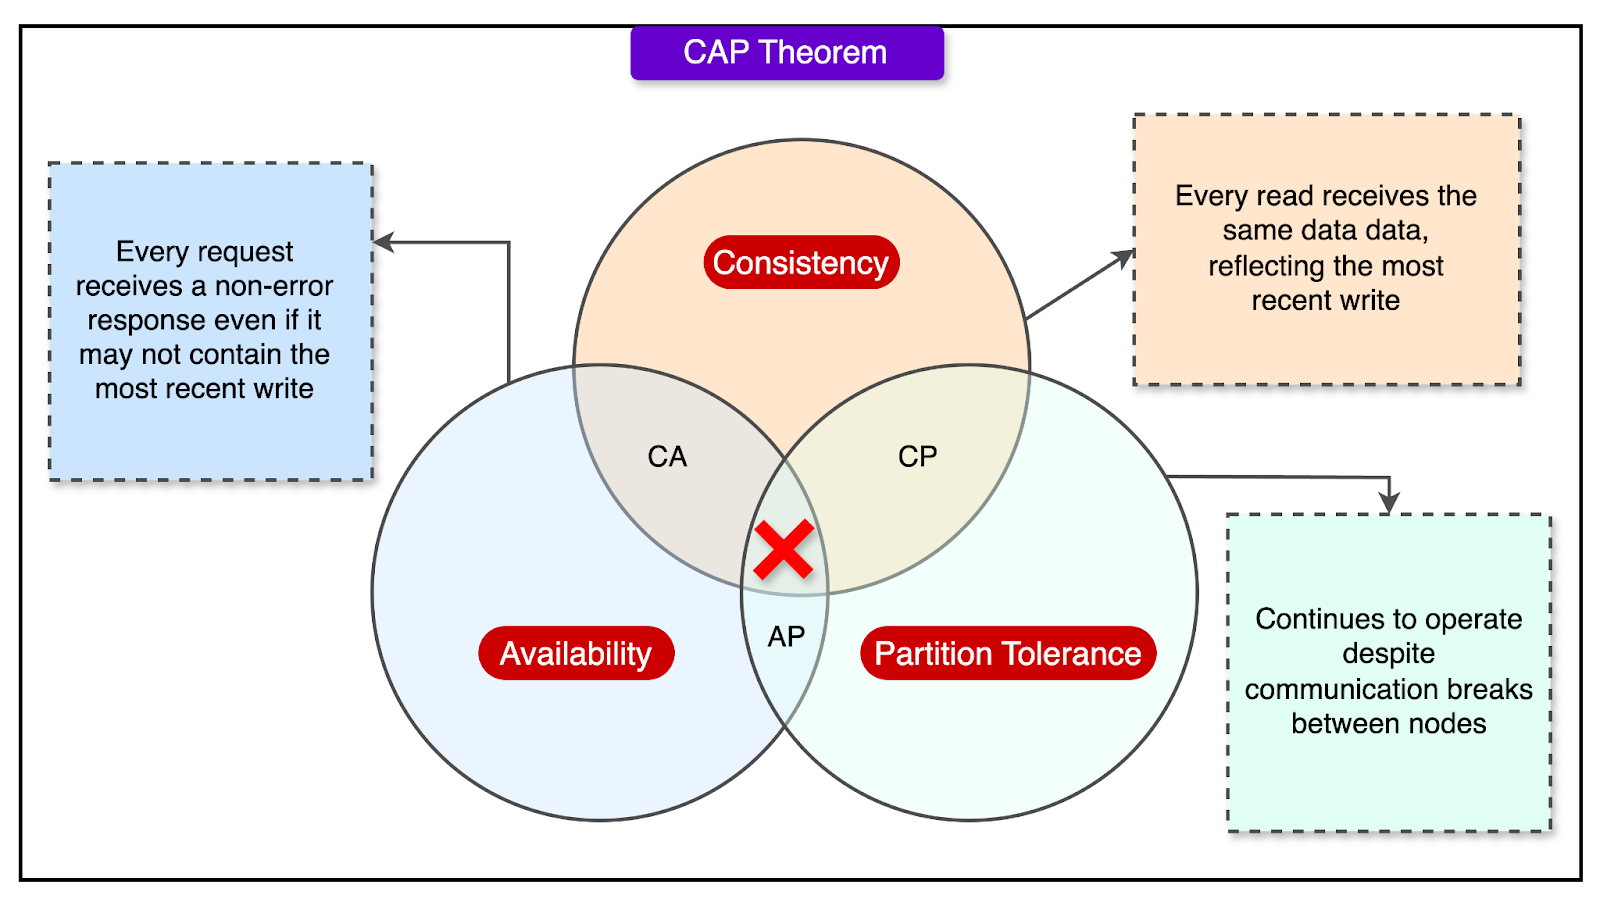 CAP Theorem
Every request
receives a non-error
response even if it
may not contain the
most recent write
Consistency
Every read receives the
same data data,
reflecting the most
recent write
CA
CP
AP
Availability
Partition Tolerance
Continues to operate
despite
communication breaks
between nodes